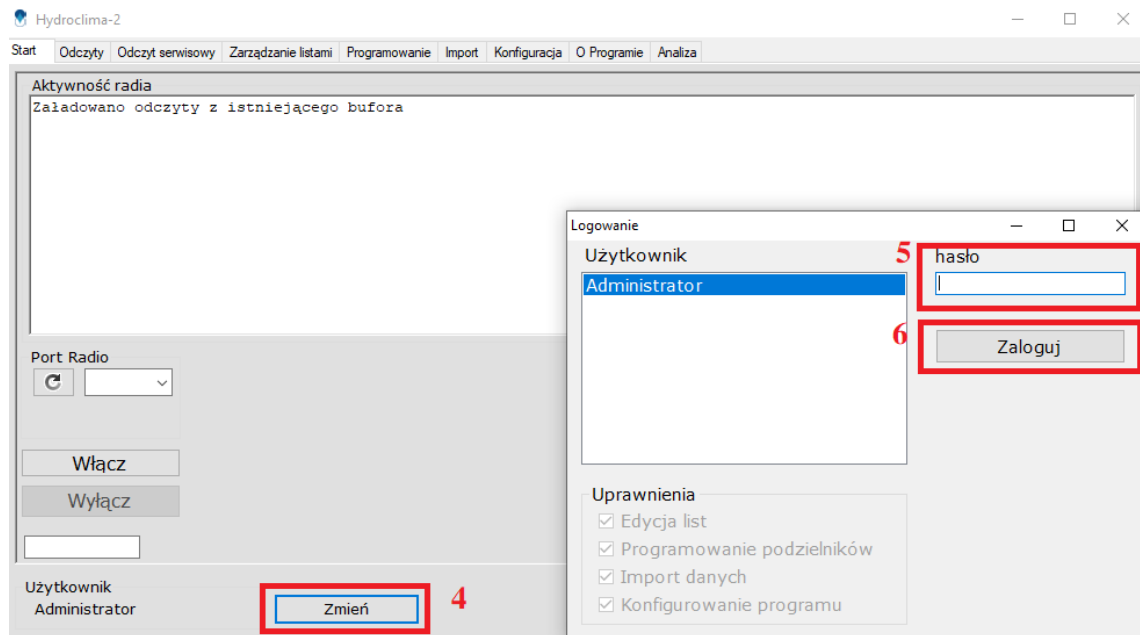 Hydroclima-2
Start Odczyty Odczyt serwisowy Zarządzanie listami Programowanie Import Konfiguracja O Programie Analiza
Aktywność radia
Załadowano odczyty z istniejącego bufora
Port Radio
Włącz
Wyłącz
Użytkownik
Administrator
Zmień
4
Logowanie
Użytkownik
Administrator
5
hasło
6
Zaloguj
Uprawnienia
Edycja list
Programowanie podzielników
Import danych
Konfigurowanie programu